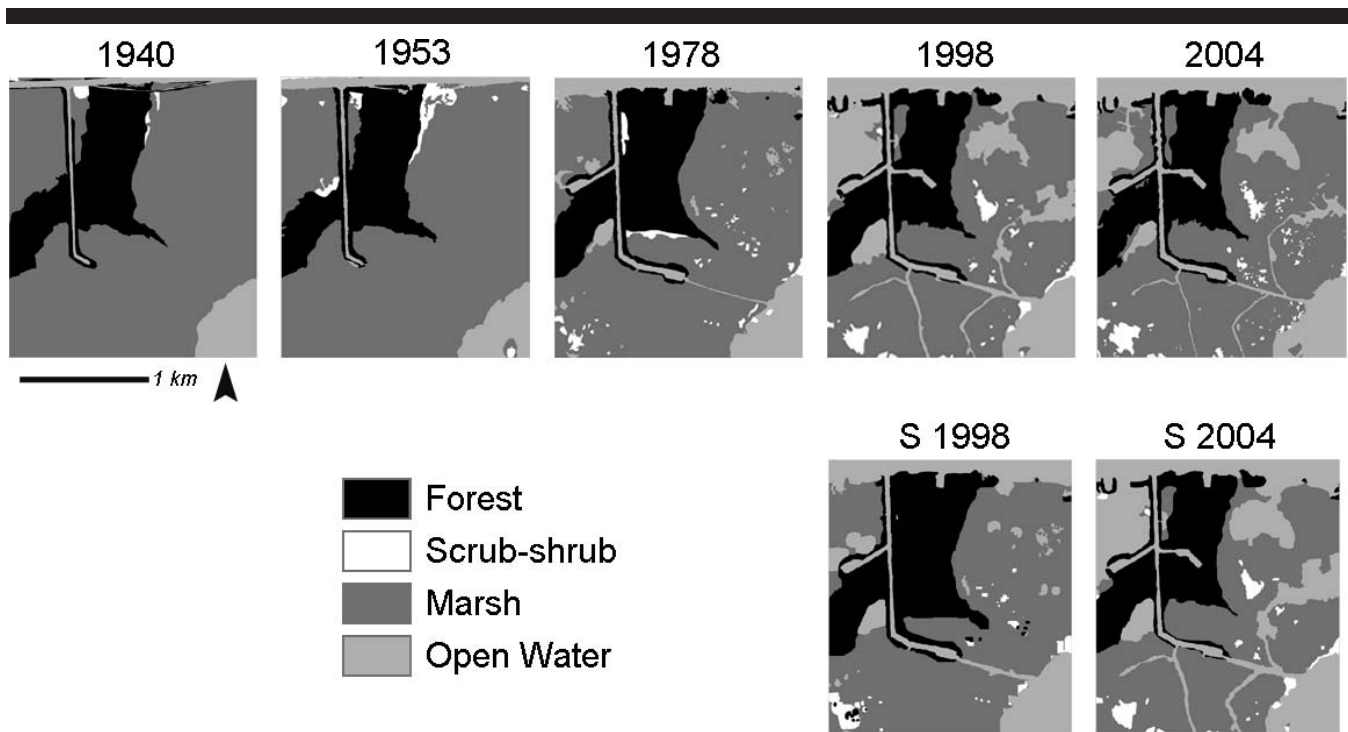 1940 1953 1978 1998 2004
1 km
S 1998 S 2004
Forest
Scrub-shrub
Marsh
Open Water